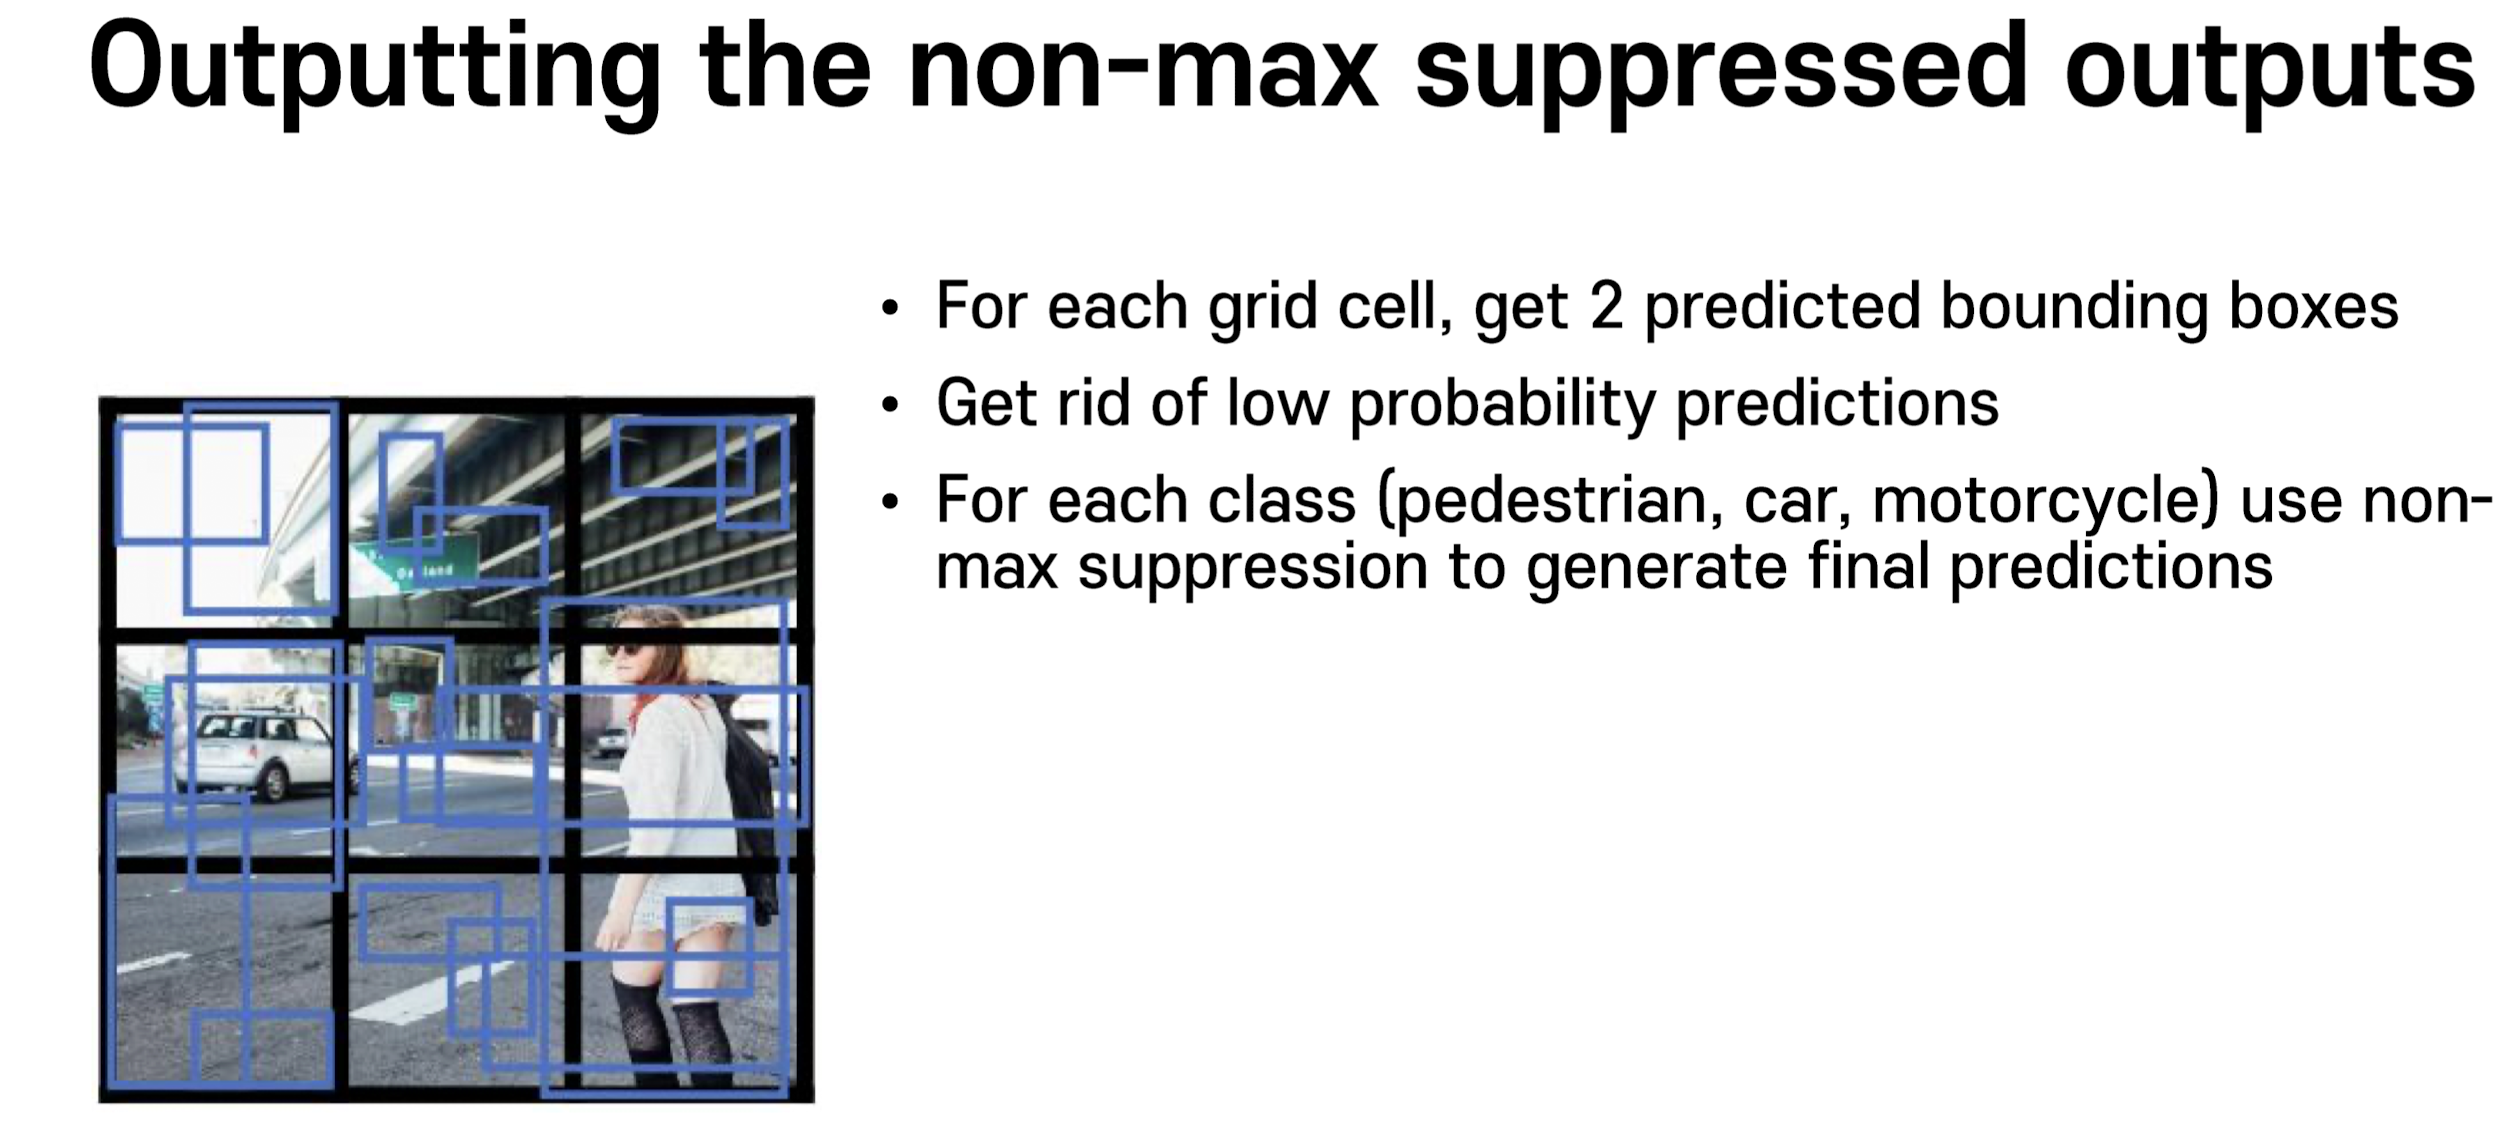 Outputting the non-max suppressed outputs
• For each grid cell, get 2 predicted bounding boxes
• Get rid of low probability predictions
• For each class (pedestrian, car, motorcycle) use non-
max suppression to generate final predictions